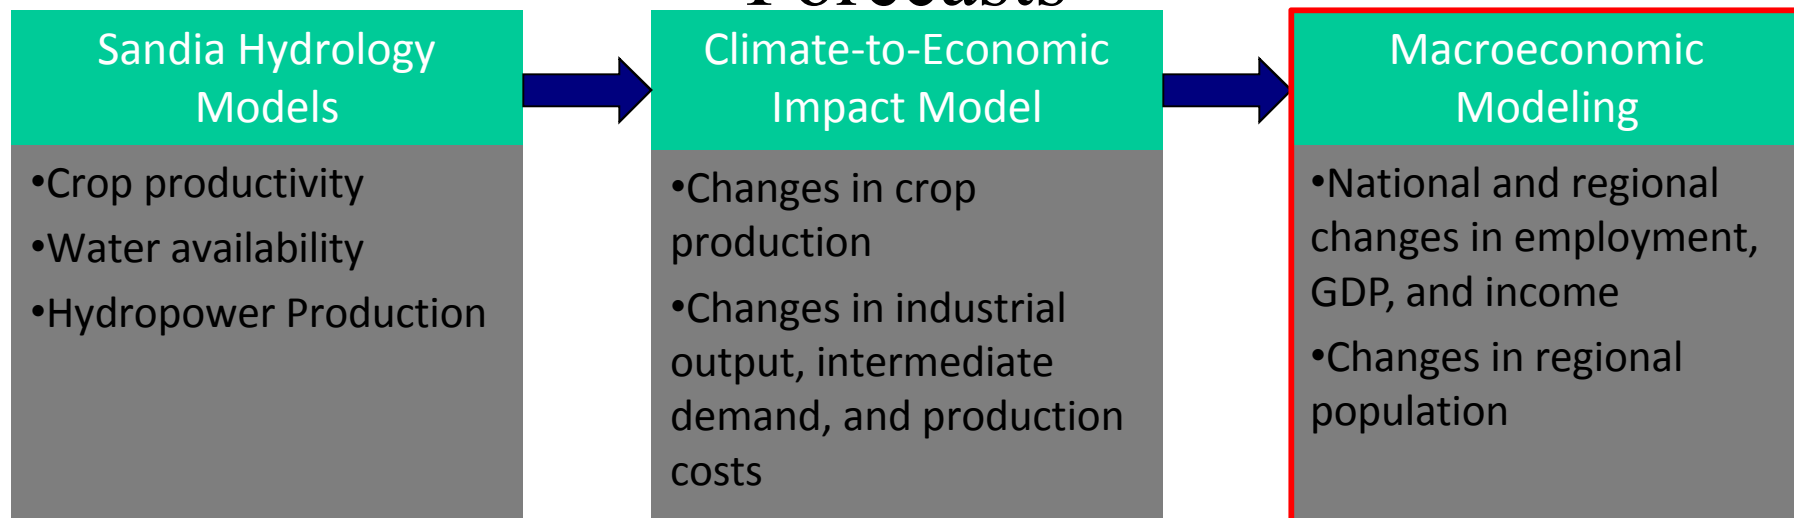 Forecasts
Sandia Hydrology
Models
•Crop productivity
•Water availability
•Hydropower Production
Climate-to-Economic
Impact Model
•Changes in crop
production
•Changes in industrial
output, intermediate
demand, and production
costs
Macroeconomic
Modeling
•National and regional
changes in employment,
GDP, and income
•Changes in regional
population